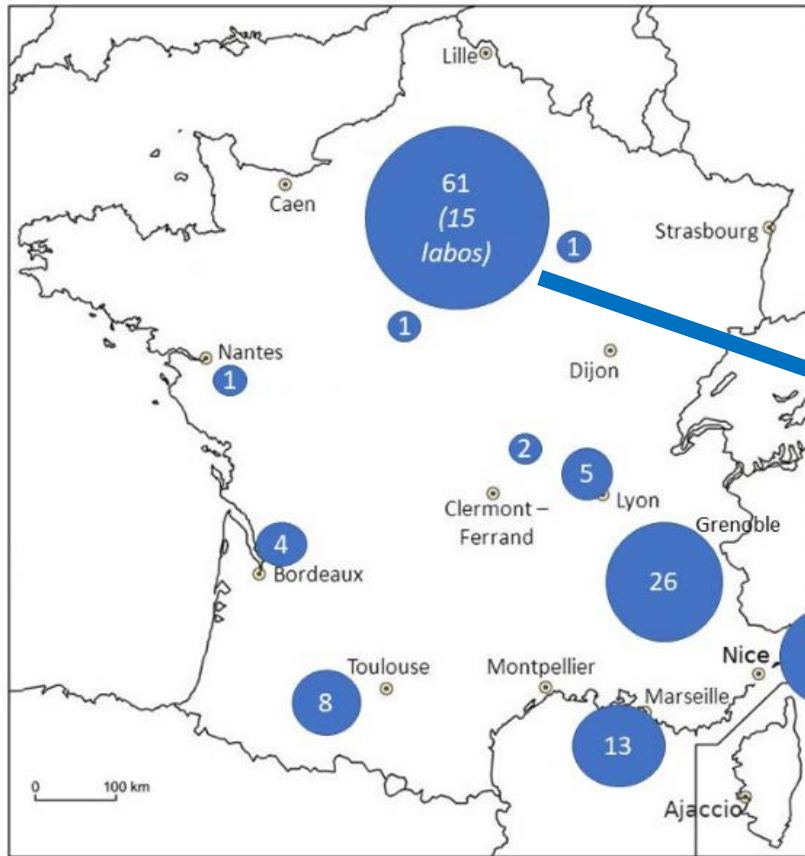 Lille
61
(15
labos)
Caen
1
Strasbourg
1
Nantes
1
Dijon
2
5
Lyon
Clermont –
Ferrand
Grenoble
4
Bordeaux
26
Toulouse
Montpellier
Nice
8
Marseille
13
0 100 km
Ajaccio